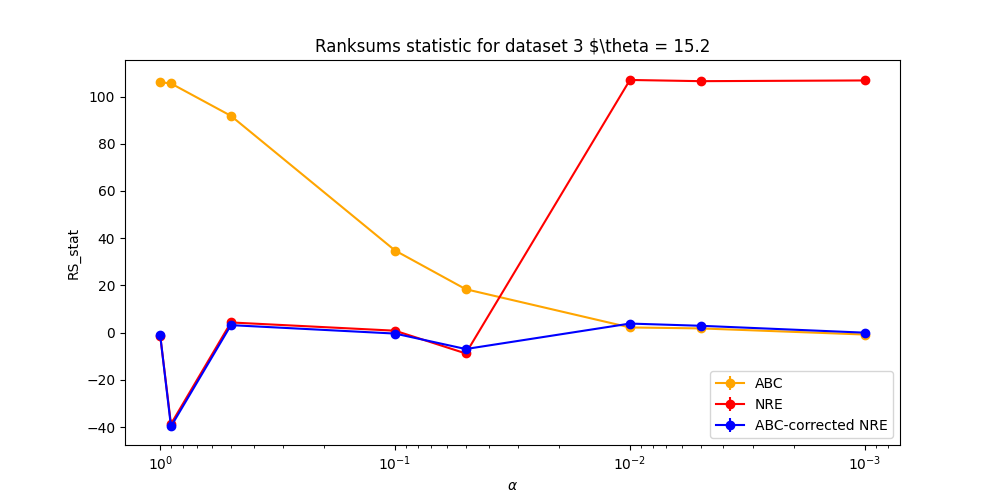 Ranksums statistic for dataset 3 $\theta = 15.2
RS_stat
100
80
60
40
20
0
−20
−40
10⁰
10⁻¹
10⁻²
10⁻³
α
ABC
NRE
ABC-corrected NRE